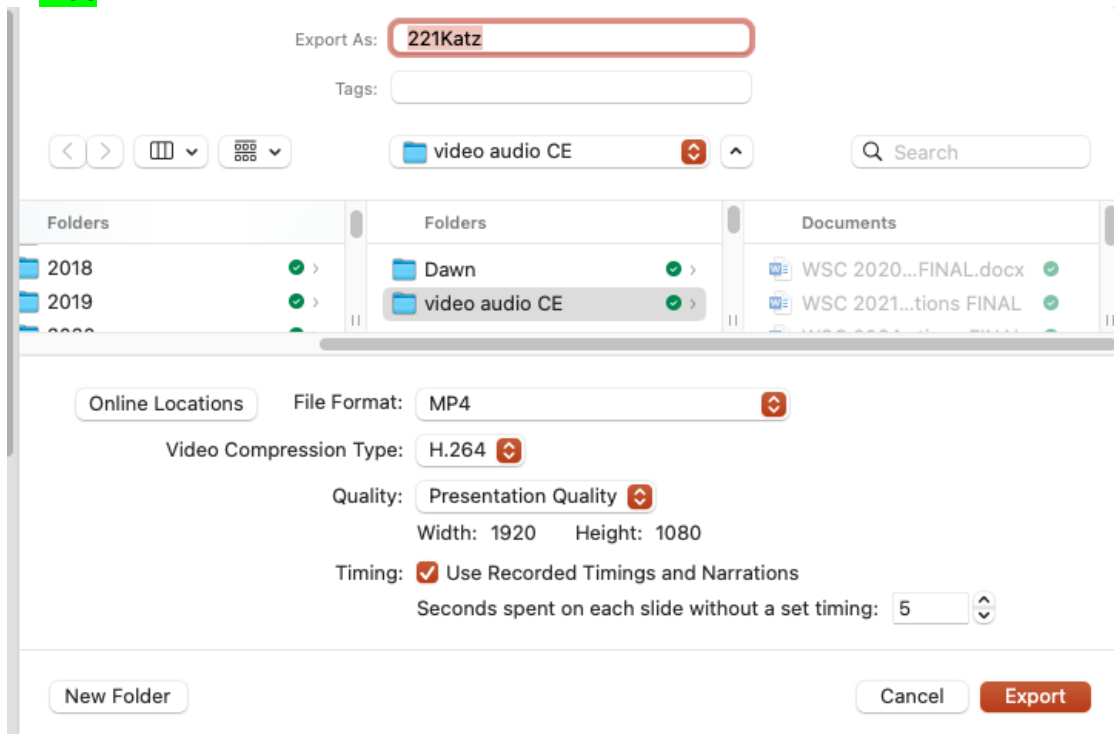 Export As: 221Katz
Tags:
video audio CE
Search
Folders Folders Documents
2018 Dawn WSC 2020...FINAL.docx
2019 video audio CE WSC 2021...tions FINAL
Online Locations File Format: MP4
Video Compression Type: H.264
Quality: Presentation Quality
Width: 1920 Height: 1080
Timing: Use Recorded Timings and Narrations
Seconds spent on each slide without a set timing: 5
New Folder Cancel Export